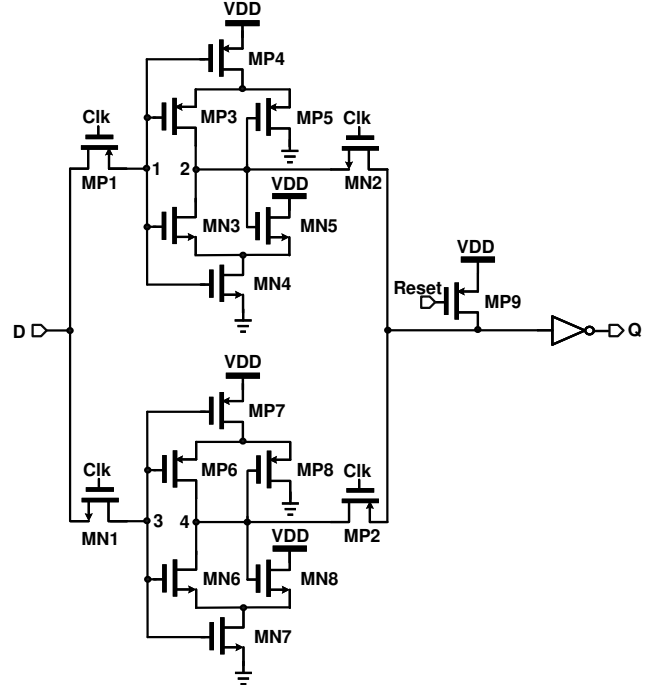 VDD
MP4
Clk
MP3
MP5
Clk
MP1
1
2
MN2
VDD
MN3
MN5
VDD
MN4
Reset
MP9
D
Q
VDD
MP7
Clk
MP6
MP8
Clk
MN1
3
4
MP2
VDD
MN6
MN8
MN7